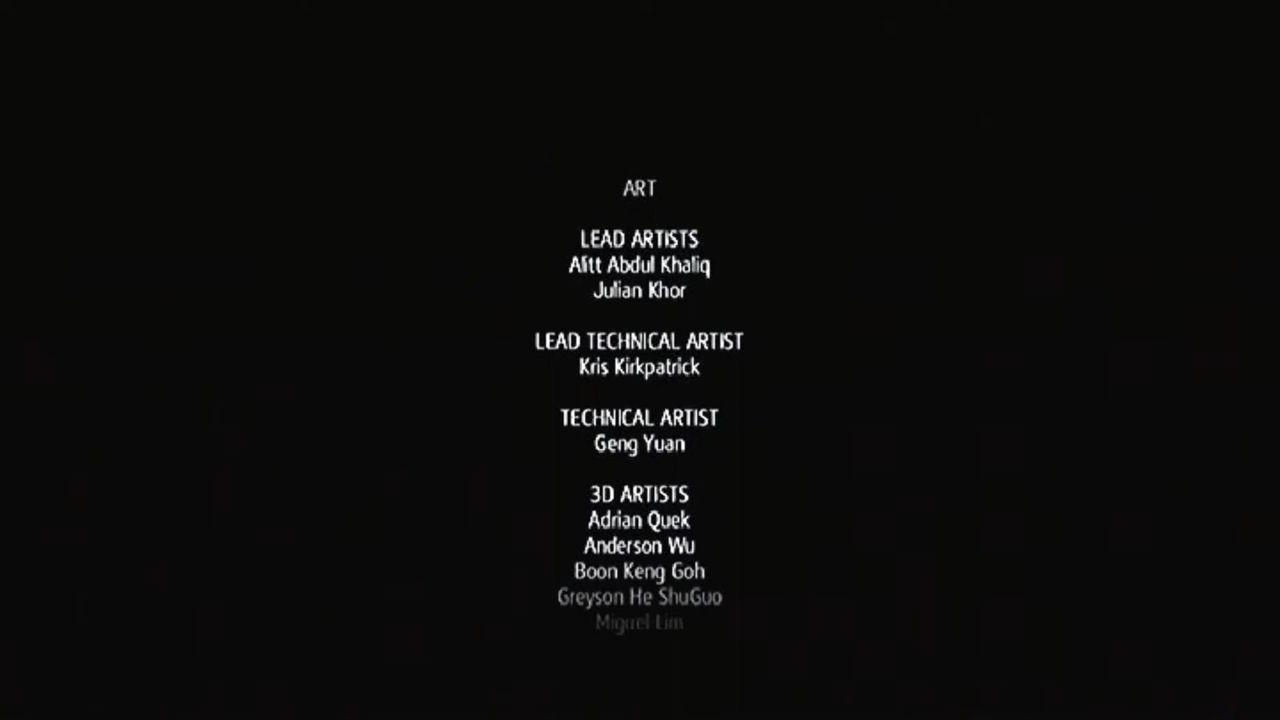 ART
LEAD ARTISTS
Alitt Abdul Khaliq
Julian Khor
LEAD TECHNICAL ARTIST
Kris Kirkpatrick
TECHNICAL ARTIST
Geng Yuan
3D ARTISTS
Adrian Quek
Anderson Wu
Boon Keng Goh
Greyson He ShuGuo
Miguel Lim